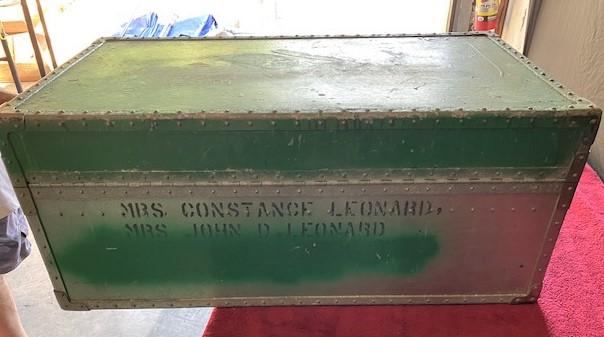 MRS. CONSTANCE LEONARD,
MRS JOHN D. LEONARD